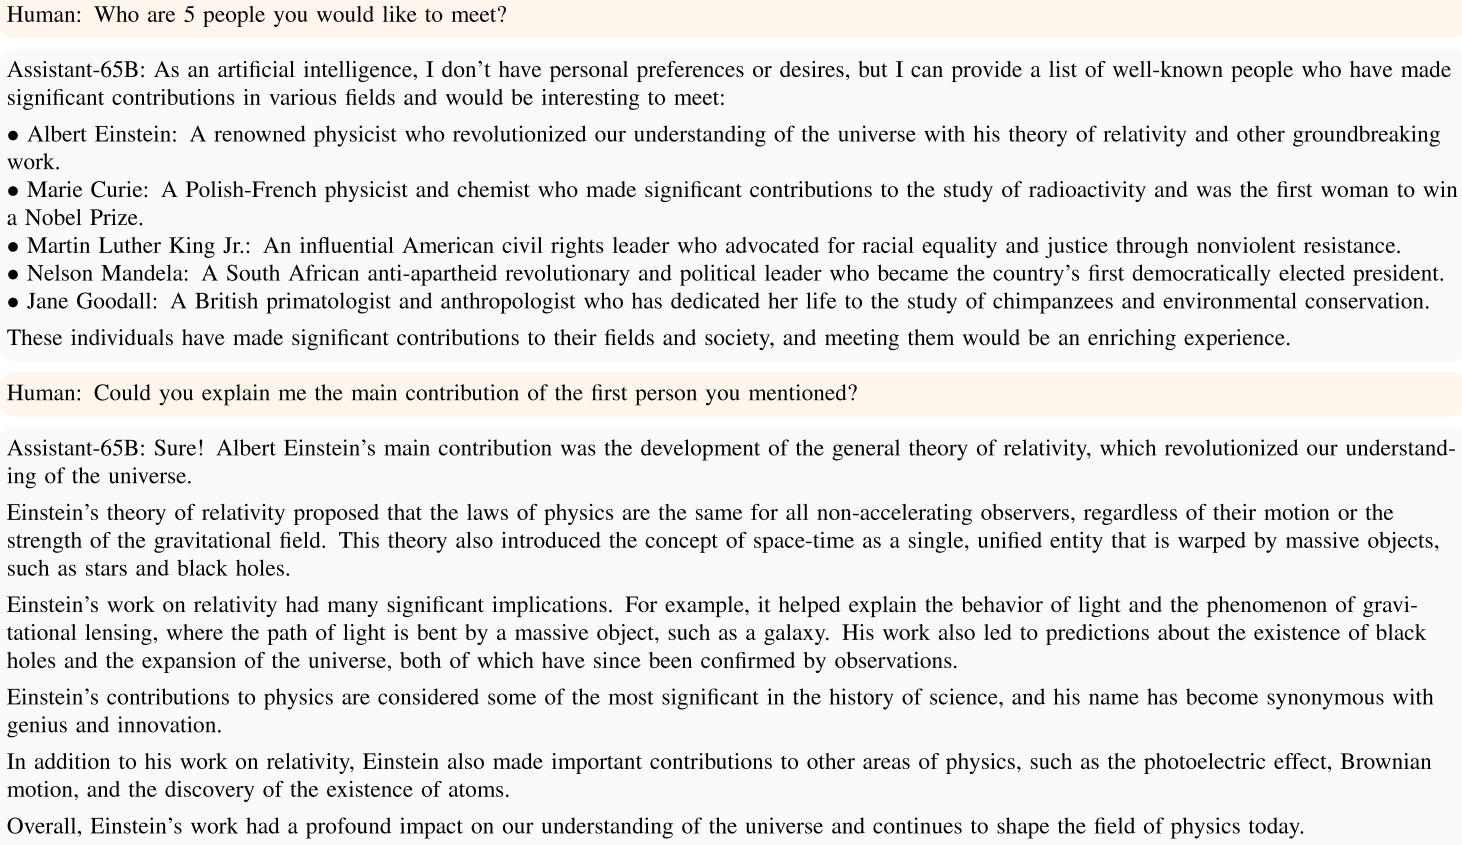 Human: Who are 5 people you would like to meet?
Assistant-65B: As an artificial intelligence, I don't have personal preferences or desires, but I can provide a list of well-known people who have made
significant contributions in various fields and would be interesting to meet:
● Albert Einstein: A renowned physicist who revolutionized our understanding of the universe with his theory of relativity and other groundbreaking
work.
● Marie Curie: A Polish-French physicist and chemist who made significant contributions to the study of radioactivity and was the first woman to win
a Nobel Prize.
● Martin Luther King Jr.: An influential American civil rights leader who advocated for racial equality and justice through nonviolent resistance.
● Nelson Mandela: A South African anti-apartheid revolutionary and political leader who became the country's first democratically elected president.
● Jane Goodall: A British primatologist and anthropologist who has dedicated her life to the study of chimpanzees and environmental conservation.
These individuals have made significant contributions to their fields and society, and meeting them would be an enriching experience.
Human: Could you explain me the main contribution of the first person you mentioned?
Assistant-65B: Sure! Albert Einstein's main contribution was the development of the general theory of relativity, which revolutionized our understand-
ing of the universe.
Einstein's theory of relativity proposed that the laws of physics are the same for all non-accelerating observers, regardless of their motion or the
strength of the gravitational field. This theory also introduced the concept of space-time as a single, unified entity that is warped by massive objects,
such as stars and black holes.
Einstein's work on relativity had many significant implications. For example, it helped explain the behavior of light and the phenomenon of gravi-
tational lensing, where the path of light is bent by a massive object, such as a galaxy. His work also led to predictions about the existence of black
holes and the expansion of the universe, both of which have since been confirmed by observations.
Einstein's contributions to physics are considered some of the most significant in the history of science, and his name has become synonymous with
genius and innovation.
In addition to his work on relativity, Einstein also made important contributions to other areas of physics, such as the photoelectric effect, Brownian
motion, and the discovery of the existence of atoms.
Overall, Einstein's work had a profound impact on our understanding of the universe and continues to shape the field of physics today.